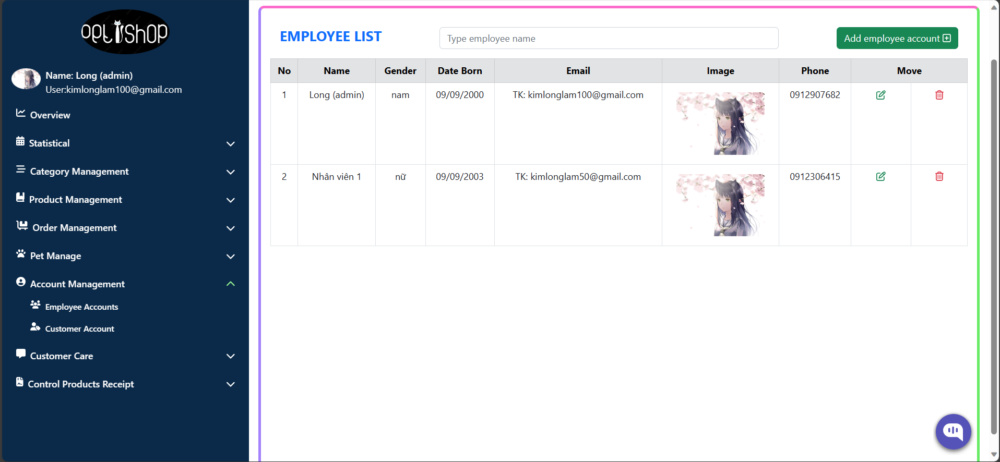 OPETSHOP
Name: Long (admin)
User:kimlonglam100@gmail.com
Overview
Statistical
Category Management
Product Management
Order Management
Pet Manage
Account Management
Employee Accounts
Customer Account
Customer Care
Control Products Receipt
EMPLOYEE LIST
Type employee name
Add employee account
No Name Gender Date Born Email Image Phone Move
1 Long (admin) nam 09/09/2000 TK: kimlonglam100@gmail.com 0912907682
2 Nhân viên 1 nữ 09/09/2003 TK: kimlonglam50@gmail.com 0912306415